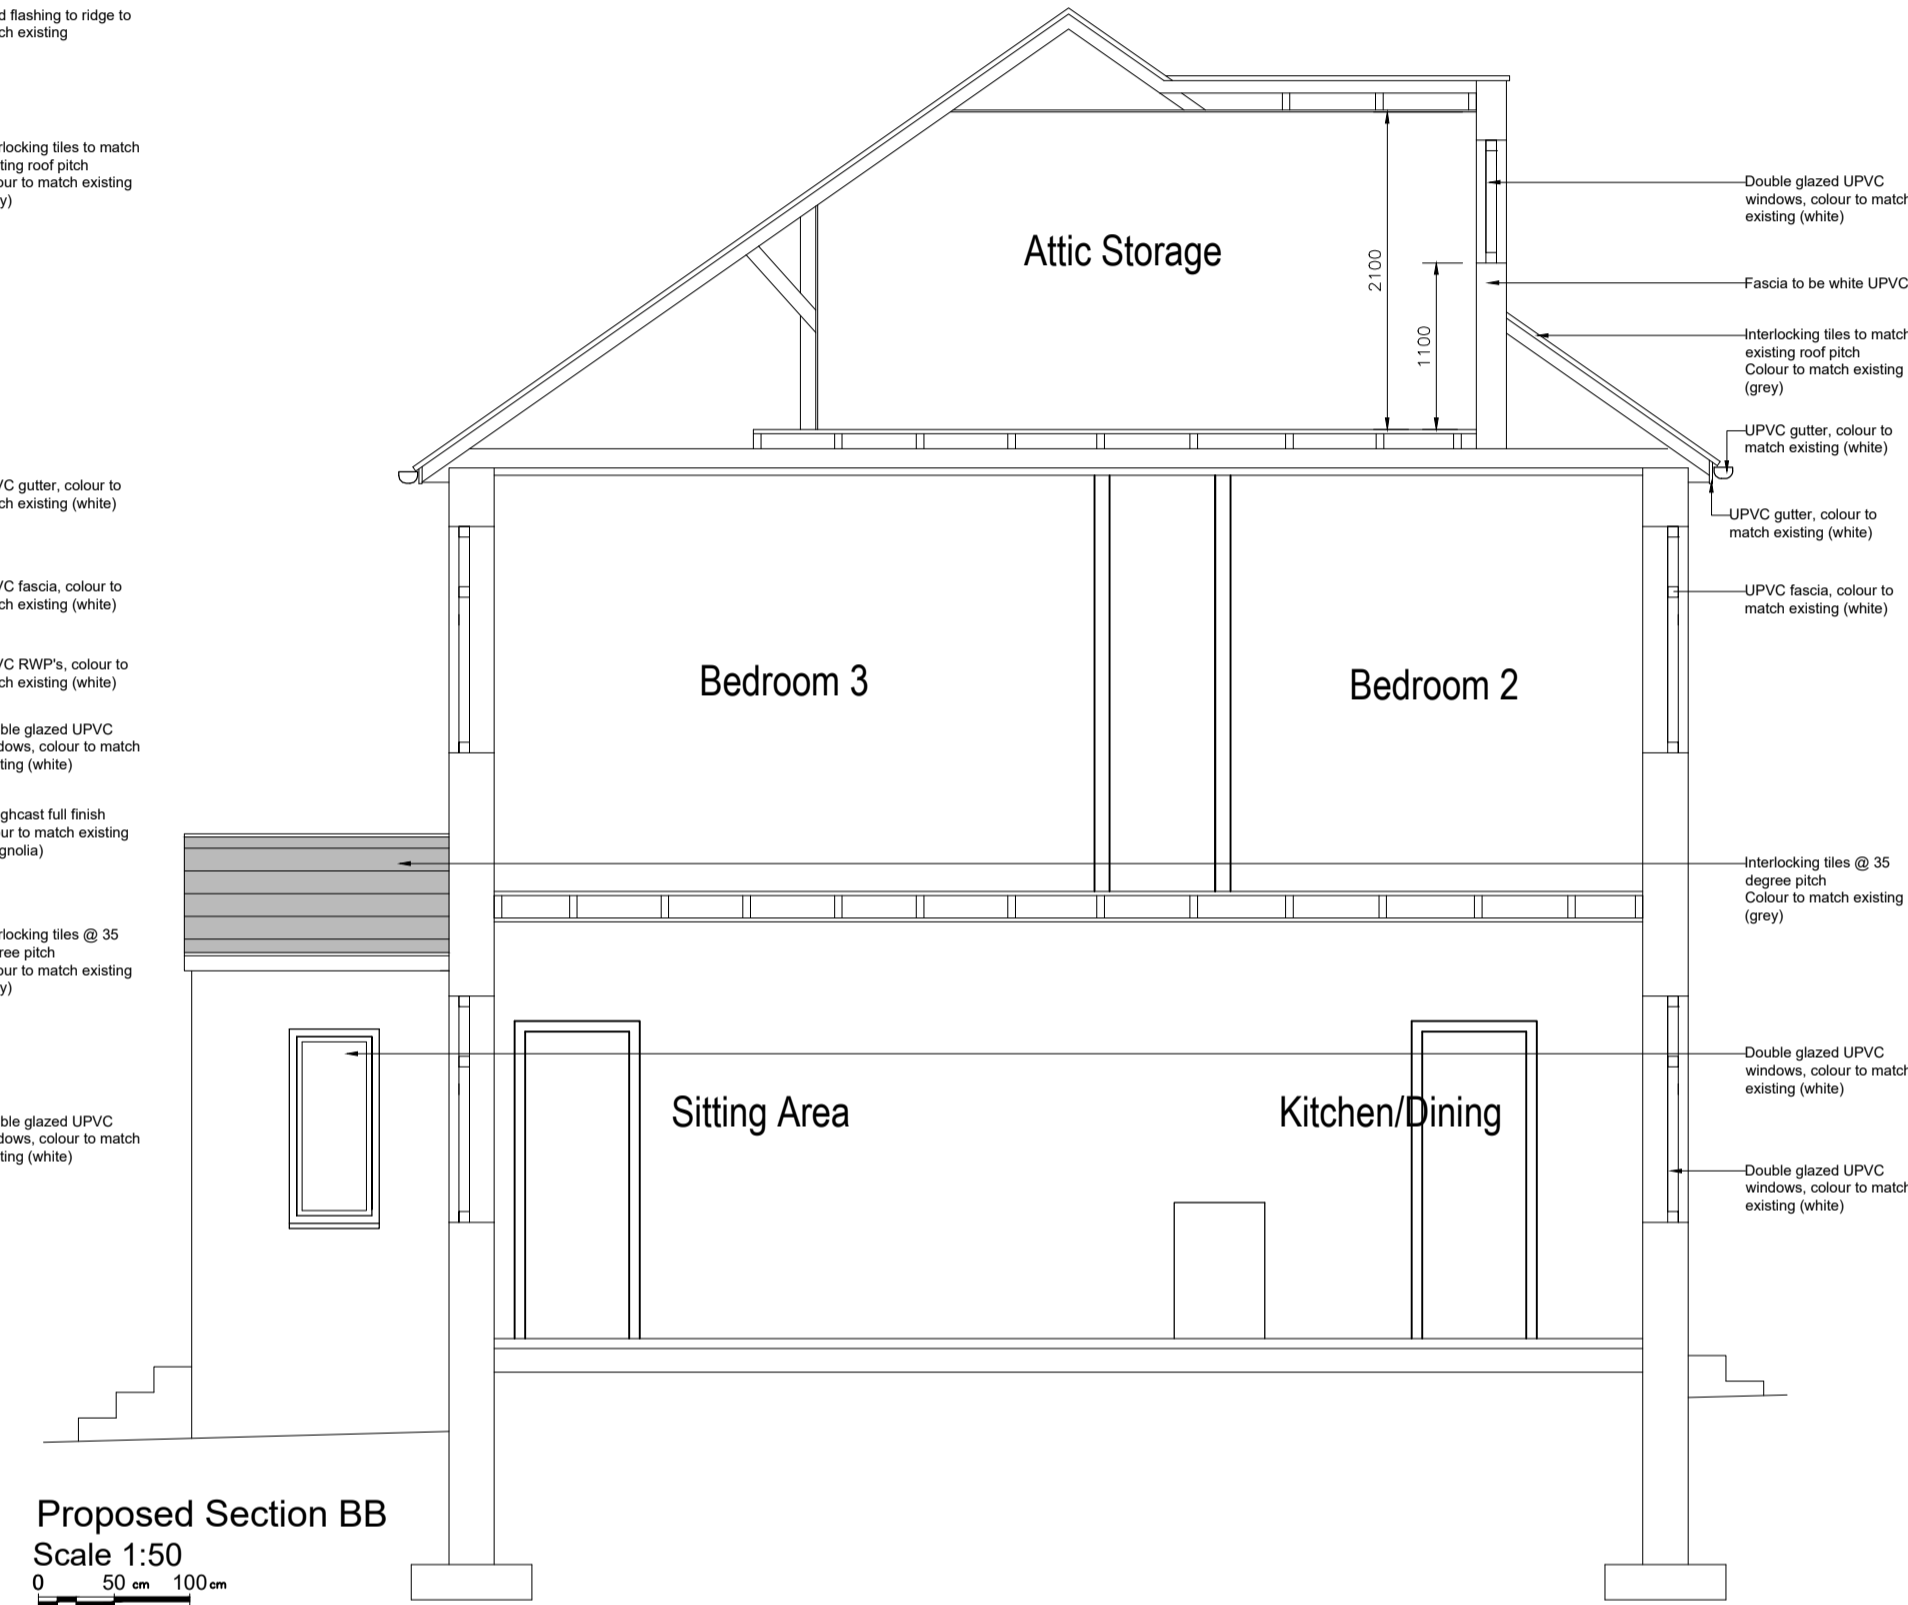 d flashing to ridge to
ch existing
rlocking tiles to match
ting roof pitch
our to match existing
y)
VC gutter, colour to
ch existing (white)
VC fascia, colour to
ch existing (white)
VC RWP's, colour to
ch existing (white)
ble glazed UPVC
dows, colour to match
ting (white)
ghcast full finish
our to match existing
gnolia)
rlocking tiles @ 35
ree pitch
our to match existing
y)
ble glazed UPVC
dows, colour to match
ting (white)
Attic Storage
2100
1100
Bedroom 3
Bedroom 2
Sitting Area
Kitchen/Dining
Double glazed UPVC
windows, colour to match
existing (white)
Fascia to be white UPVC
Interlocking tiles to match
existing roof pitch
Colour to match existing
(grey)
UPVC gutter, colour to
match existing (white)
UPVC gutter, colour to
match existing (white)
UPVC fascia, colour to
match existing (white)
Interlocking tiles @ 35
degree pitch
Colour to match existing
(grey)
Double glazed UPVC
windows, colour to match
existing (white)
Double glazed UPVC
windows, colour to match
existing (white)
Proposed Section BB
Scale 1:50
0 50 cm 100 cm